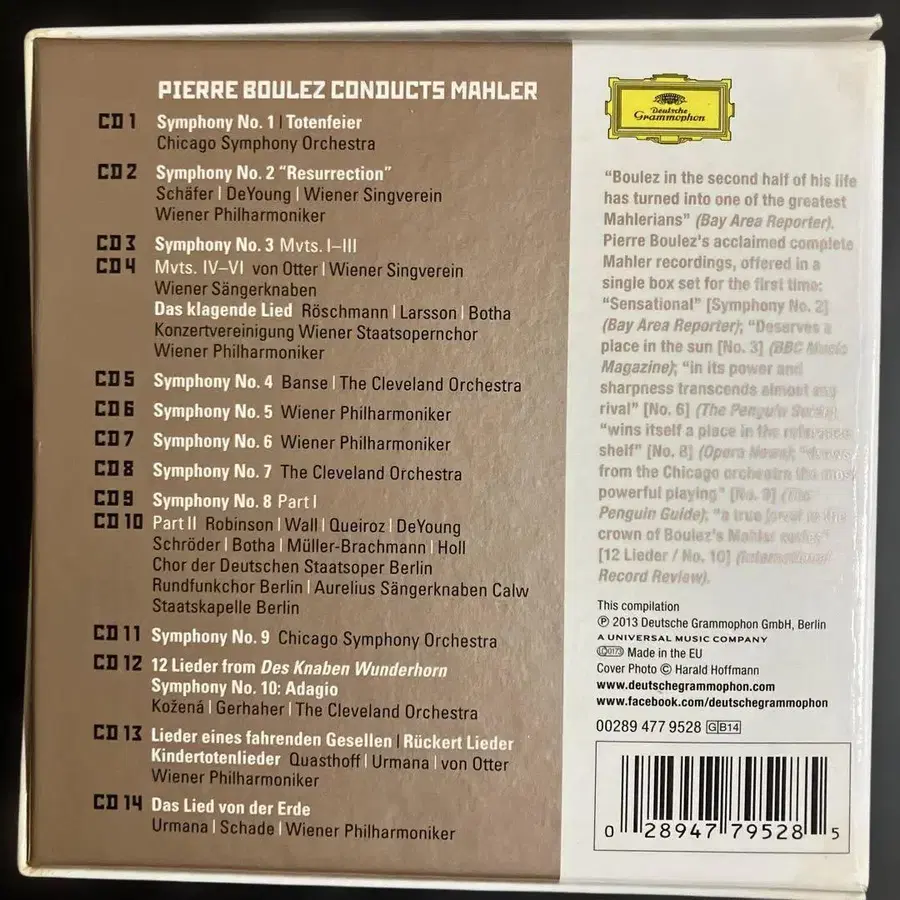 PIERRE BOULEZ CONDUCTS MAHLER
CD 1 Symphony No. 1 | Totenfeier
Chicago Symphony Orchestra
CD 2 Symphony No. 2 “Resurrection”
Schäfer | DeYoung | Wiener Singverein
Wiener Philharmoniker
CD 3 Symphony No. 3 Mvts. I–III
CD 4 Mvts. IV–VI von Otter | Wiener Singverein
Wiener Sängerknaben
Das klagende Lied Röschmann | Larsson | Botha
Konzertvereinigung Wiener Staatsopernchor
Wiener Philharmoniker
CD 5 Symphony No. 4 Banse | The Cleveland Orchestra
CD 6 Symphony No. 5 Wiener Philharmoniker
CD 7 Symphony No. 6 Wiener Philharmoniker
CD 8 Symphony No. 7 The Cleveland Orchestra
CD 9 Symphony No. 8 Part I
CD 10 Part II Robinson | Wall | Queiroz | DeYoung
Schröder | Botha | Müller-Brachmann | Holl
Chor der Deutschen Staatsoper Berlin
Rundfunkchor Berlin | Aurelius Sängerknaben Calw
Staatskapelle Berlin
CD 11 Symphony No. 9 Chicago Symphony Orchestra
CD 12 12 Lieder from Des Knaben Wunderhorn
Symphony No. 10: Adagio
Kožená | Gerhaher | The Cleveland Orchestra
CD 13 Lieder eines fahrenden Gesellen | Rückert Lieder
Kindertotenlieder Quasthoff | Urmana | von Otter
Wiener Philharmoniker
CD 14 Das Lied von der Erde
Urmana | Schade | Wiener Philharmoniker
Deutsche
Grammophon
“Boulez in the second half of his life
has turned into one of the greatest
Mahlerians” (Bay Area Reporter).
Pierre Boulez's acclaimed complete
Mahler recordings, offered in a
single box set for the first time:
“Sensational” [Symphony No. 2]
(Bay Area Reporter); “Deserves a
place in the sun [No. 3] (BBC Music
Magazine); “in its power and
sharpness transcends almost any
rival” [No. 6] (The Penguin Guide);
“wins itself a place in the reference
shelf” [No. 8] (Opera News);
from the Chicago orchestra the most
powerful playing” [No. 9] (The
Penguin Guide); “a true jewel in the
crown of Boulez's Mahler
[12 Lieder / No. 10] (International
Record Review).
This compilation
℗ 2013 Deutsche Grammophon GmbH, Berlin
A UNIVERSAL MUSIC COMPANY
LC 0173 Made in the EU
Cover Photo © Harald Hoffmann
www.deutschegrammophon.com
www.facebook.com/deutschegrammophon
00289 477 9528 GB14
0 28947 79528 5